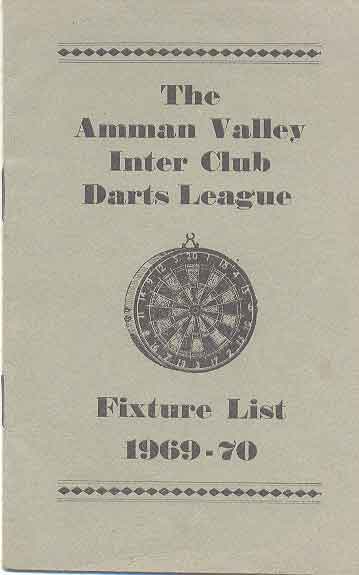 The
Amman Valley
Inter Club
Darts League
Fixture List
1969-70